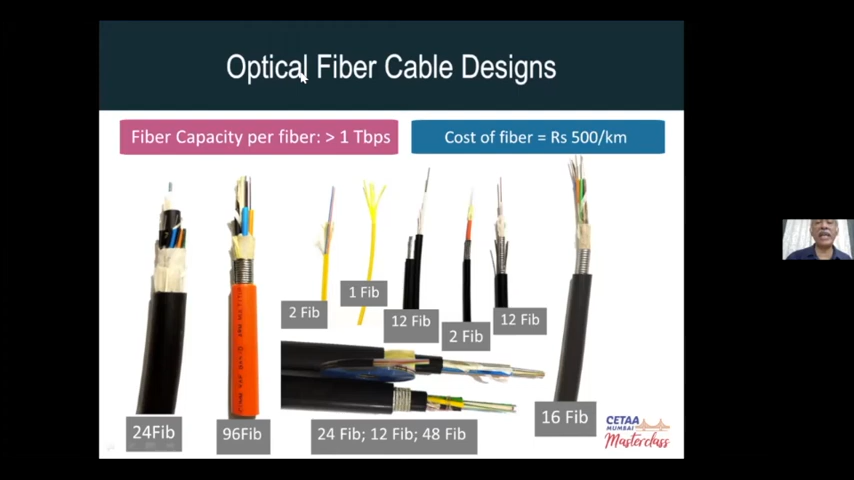 Optical Fiber Cable Designs
Fiber Capacity per fiber: > 1 Tbps
Cost of fiber = Rs 500/km
2 Fib
1 Fib
12 Fib
2 Fib
12 Fib
24Fib
96Fib
24 Fib; 12 Fib; 48 Fib
16 Fib
CETAA
MUMBAI
Masterclass